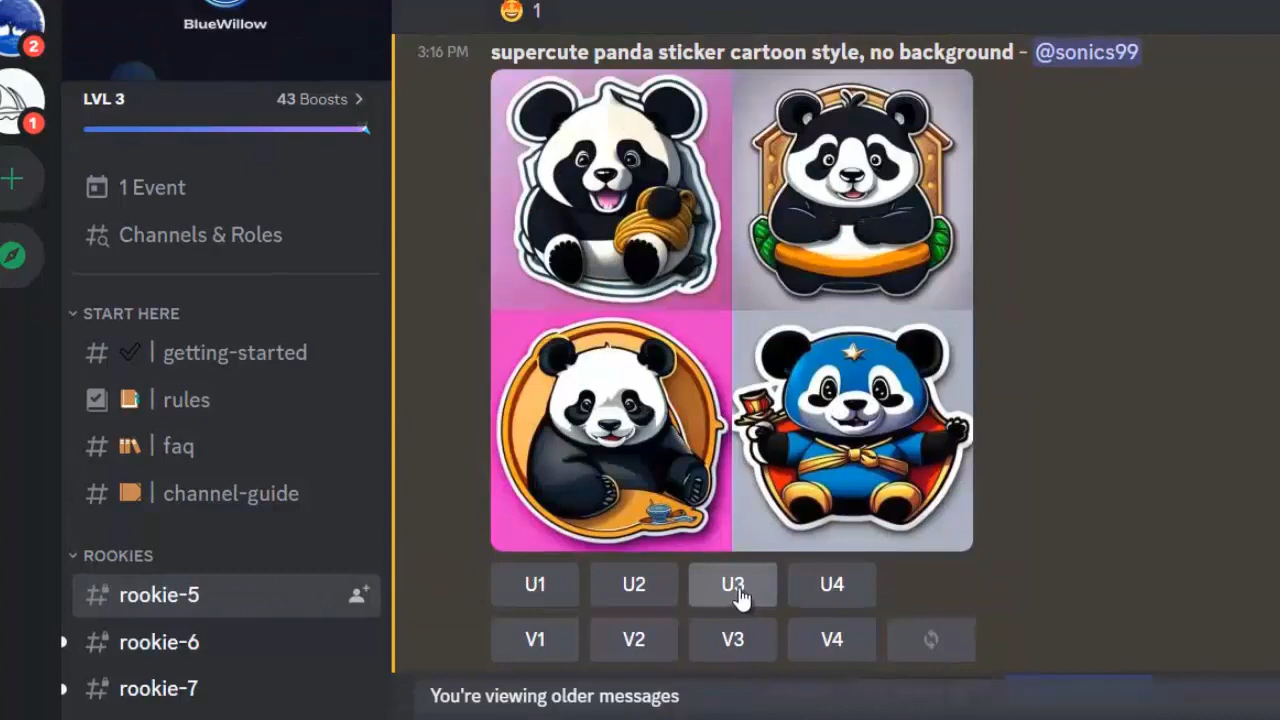 2
1
BlueWillow
LVL 3
43 Boosts
1 Event
Channels & Roles
START HERE
getting-started
rules
faq
channel-guide
ROOKIES
rookie-5
rookie-6
rookie-7
1
3:16 PM supercute panda sticker cartoon style, no background - @sonics99
U1 U2 U3 U4
V1 V2 V3 V4
You're viewing older messages